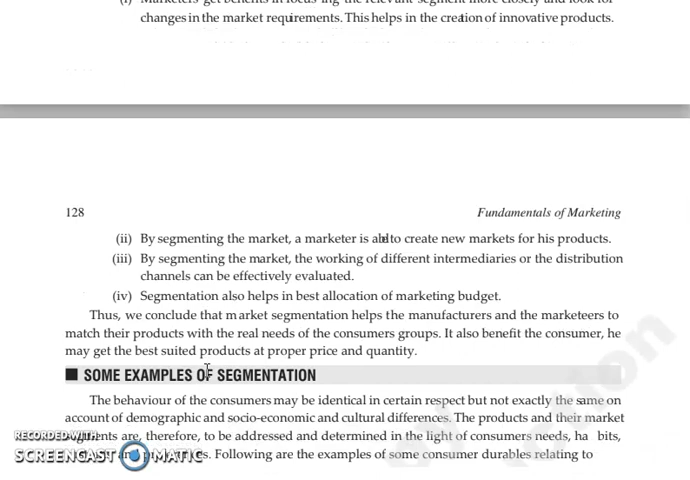 (i) Marketers get benefits in focus-ing the relevant segment more closely and look for
changes in the market requirements. This helps in the creation of innovative products.
128 Fundamentals of Marketing
(ii) By segmenting the market, a marketer is able to create new markets for his products.
(iii) By segmenting the market, the working of different intermediaries or the distribution
channels can be effectively evaluated.
(iv) Segmentation also helps in best allocation of marketing budget.
Thus, we conclude that market segmentation helps the manufacturers and the marketeers to
match their products with the real needs of the consumers groups. It also benefit the consumer, he
may get the best suited products at proper price and quantity.
SOME EXAMPLES OF SEGMENTATION
The behaviour of the consumers may be identical in certain respect but not exactly the same on
account of demographic and socio-economic and cultural differences. The products and their market
segments are, therefore, to be addressed and determined in the light of consumers needs, ha bits,
Following are the examples of some consumer durables relating to
RECORDED WITH
SCREENCAST MATIC